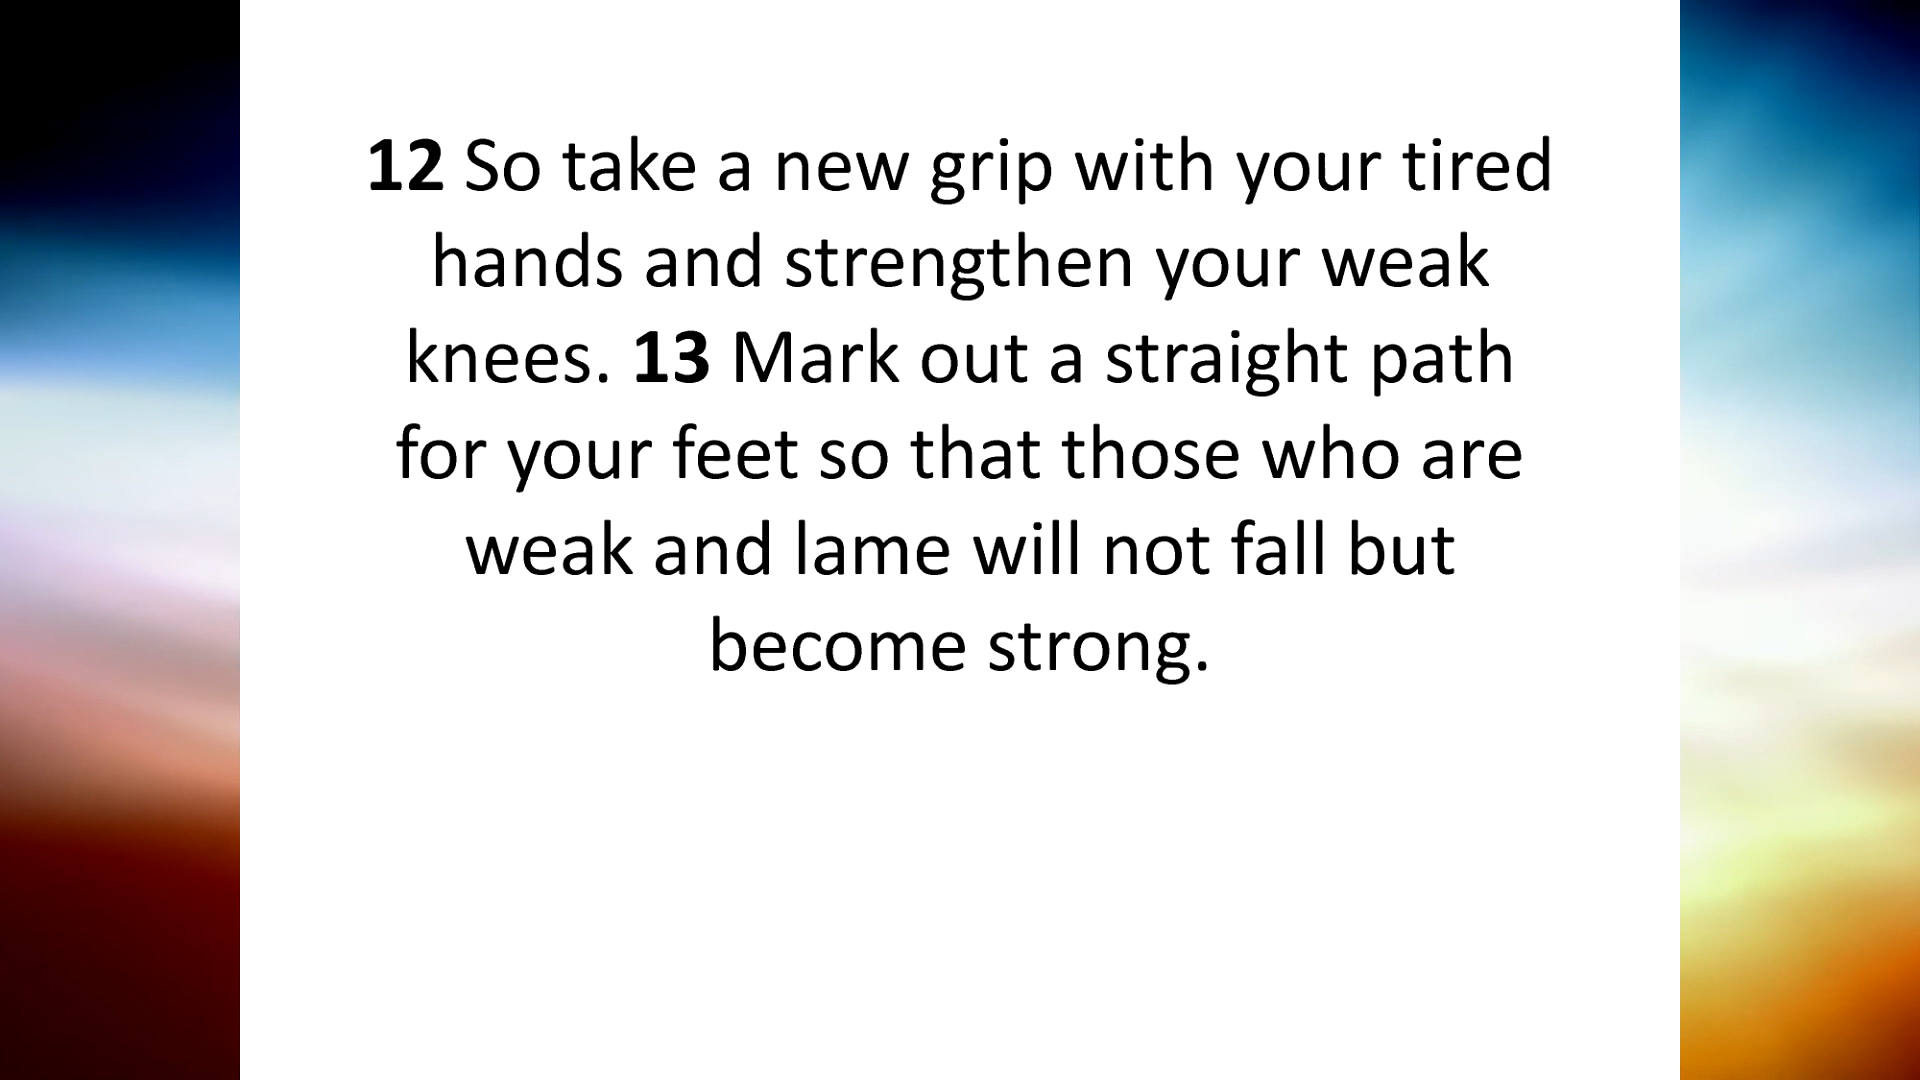 12 So take a new grip with your tired
hands and strengthen your weak
knees. 13 Mark out a straight path
for your feet so that those who are
weak and lame will not fall but
become strong.